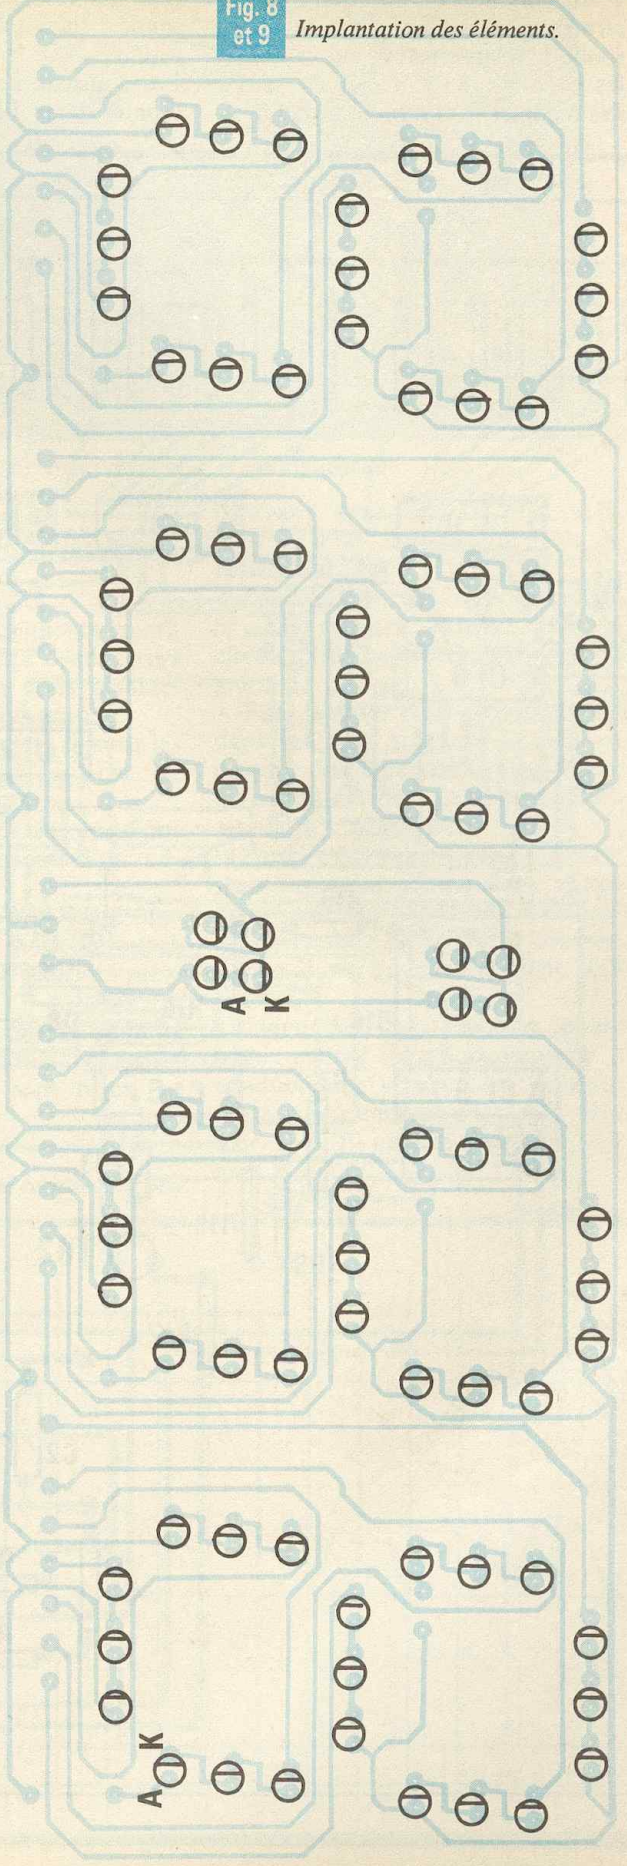 Fig. 8
et 9
Implantation des éléments.
A
K
K
A